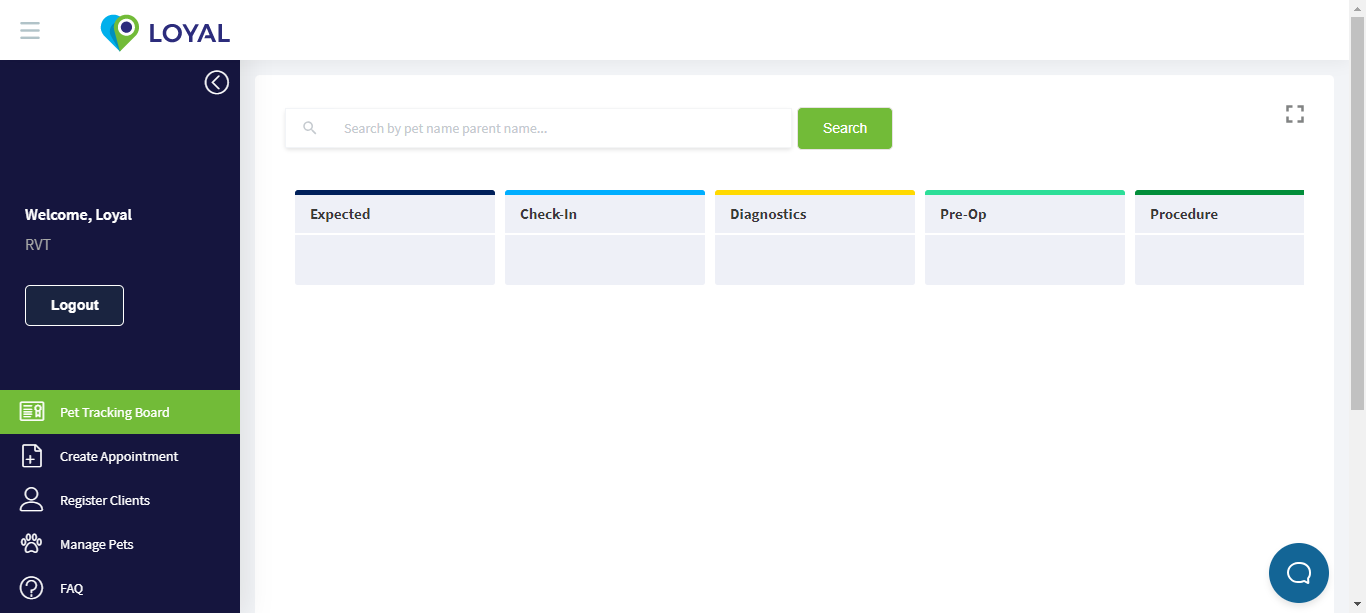 LOYAL
Welcome, Loyal
RVT
Logout
Pet Tracking Board
Create Appointment
Register Clients
Manage Pets
FAQ
Search by pet name parent name...
Search
Expected
Check-In
Diagnostics
Pre-Op
Procedure